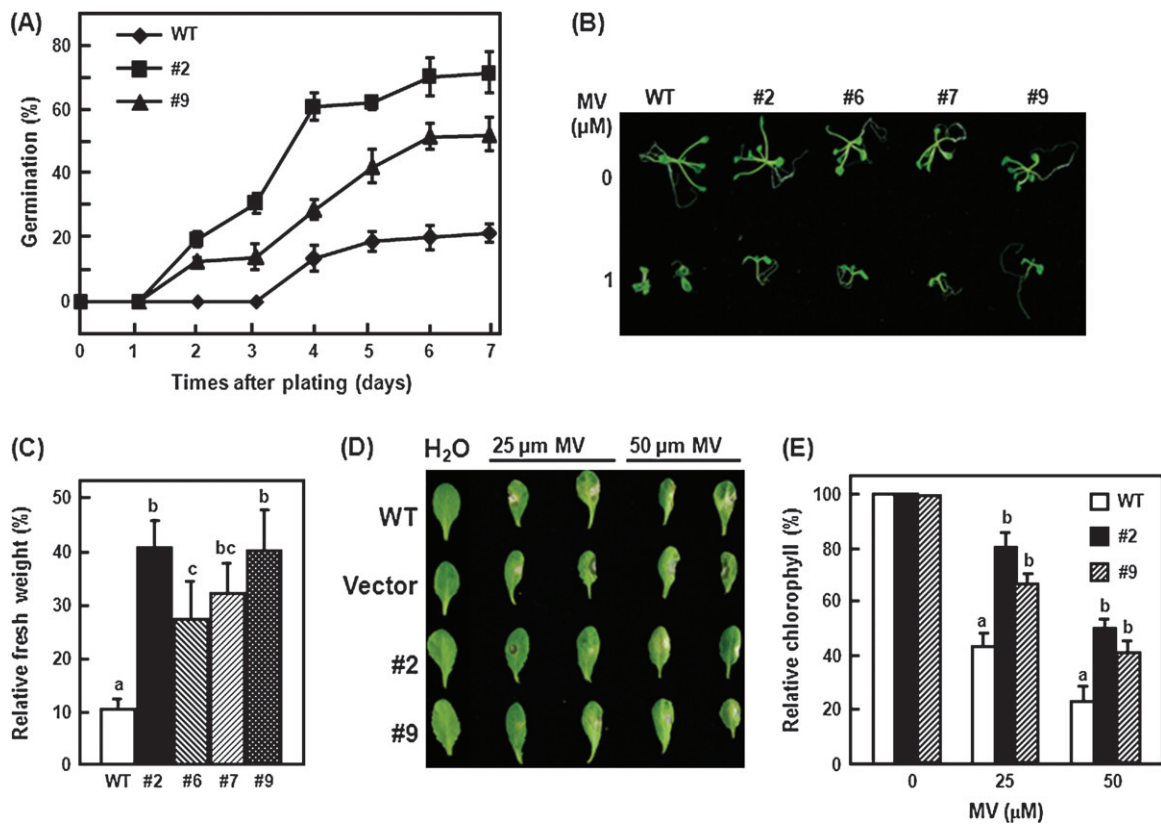 (A)
WT
#2
#9
80
60
40
20
0
Germination (%)
0 1 2 3 4 5 6 7
Times after plating (days)
(B)
MV
(µM)
WT #2 #6 #7 #9
0
1
(C)
50
40
30
20
10
0
Relative fresh weight (%)
a b c bc b
WT #2 #6 #7 #9
(D)
H₂O 25 µm MV 50 µm MV
WT
Vector
#2
#9
(E)
100
80
60
40
20
0
Relative chlorophyll (%)
WT
#2
#9
a b b
a b b
0 25 50
MV (µM)